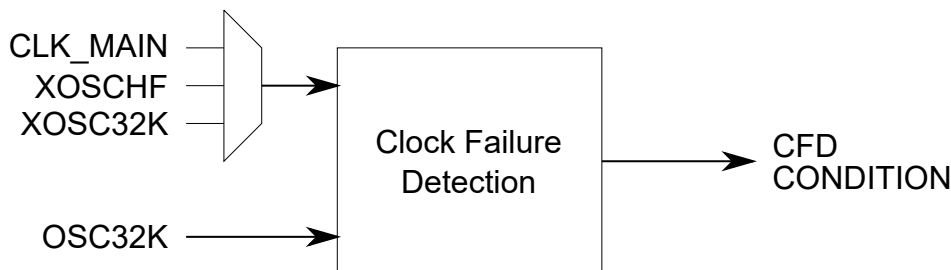 CLK_MAIN
XOSCHF
XOSC32K
OSC32K
Clock Failure
Detection
CFD
CONDITION